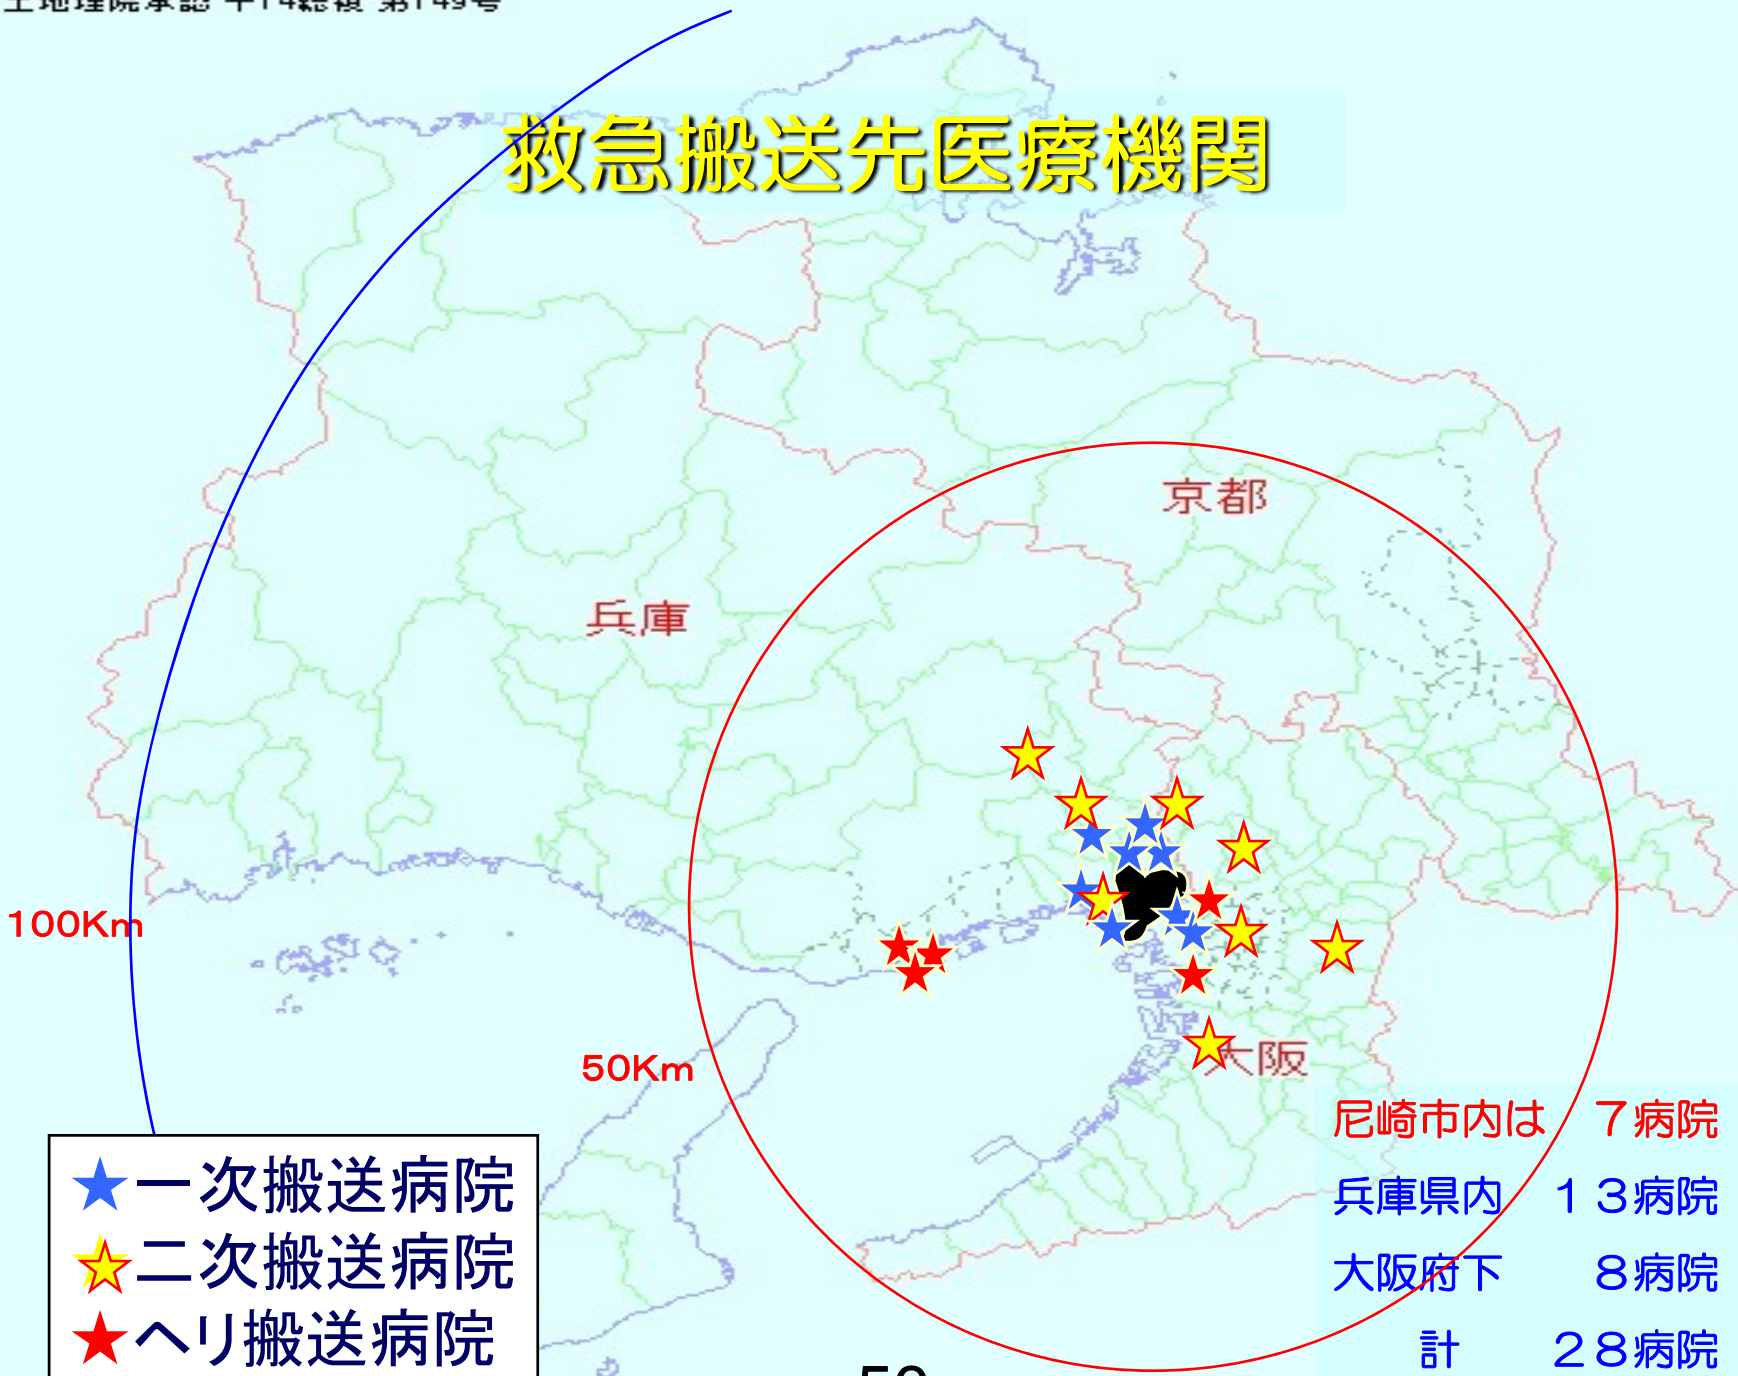 救急搬送先医療機関
京都
兵庫
100Km
50Km
大阪
尼崎市内は　７病院
兵庫県内　１３病院
大阪府下　８病院
計　２８病院
★一次搬送病院
★二次搬送病院
★ヘリ搬送病院